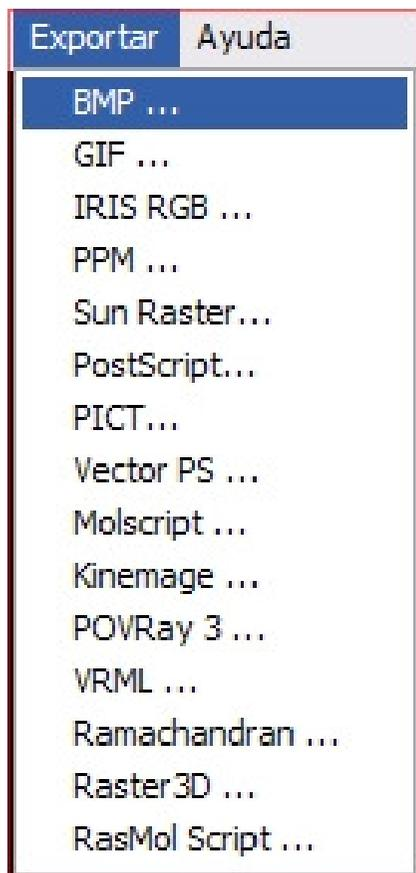 Exportar Ayuda
BMP ...
GIF ...
IRIS RGB ...
PPM ...
Sun Raster...
PostScript...
PICT...
Vector PS ...
Molscript ...
Kinemage ...
POVRay 3 ...
VRML ...
Ramachandran ...
Raster3D ...
RasMol Script ...